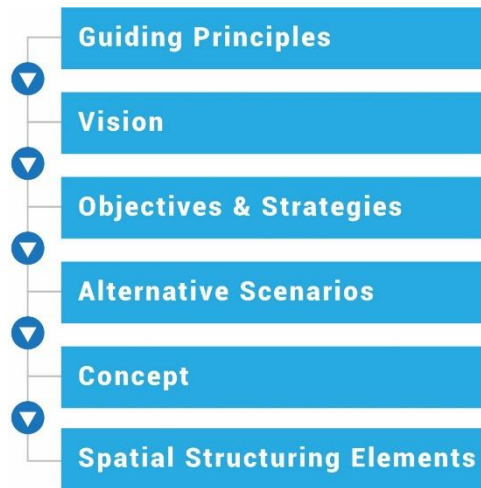 Guiding Principles
Vision
Objectives & Strategies
Alternative Scenarios
Concept
Spatial Structuring Elements